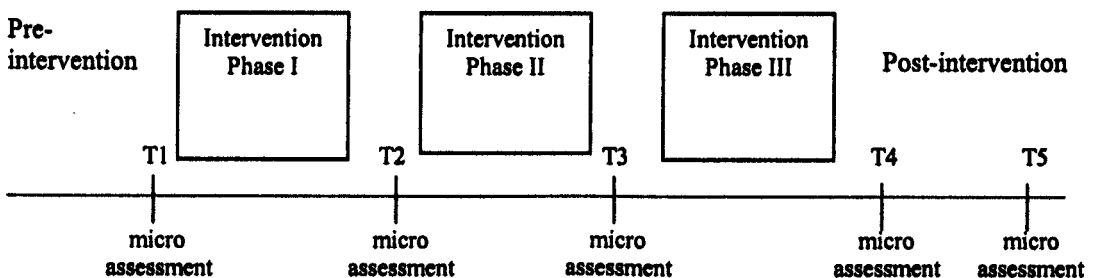 Pre-
intervention
Intervention
Phase I
Intervention
Phase II
Intervention
Phase III
Post-intervention
T1
T2
T3
T4
T5
micro
assessment
micro
assessment
micro
assessment
micro
assessment
micro
assessment